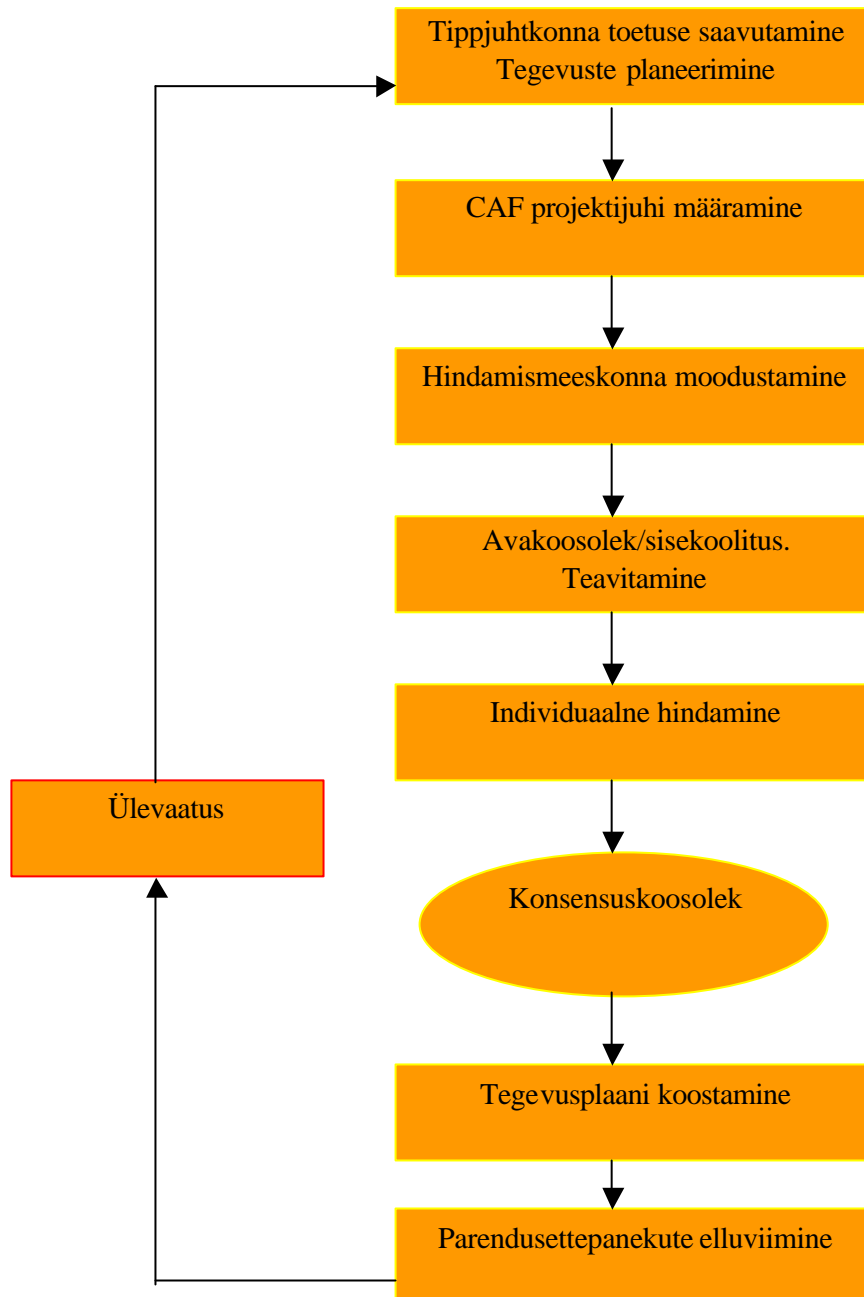 Tippjuhtkonna toetuse saavutamine
Tegevuste planeerimine
CAF projektijuhi määramine
Hindamismeeskonna moodustamine
Avakoosolek/sisekoolitus.
Teavitamine
Individuaalne hindamine
Ülevaatus
Konsensuskoosolek
Tegevusplaani koostamine
Parendusettepanekute elluviimine